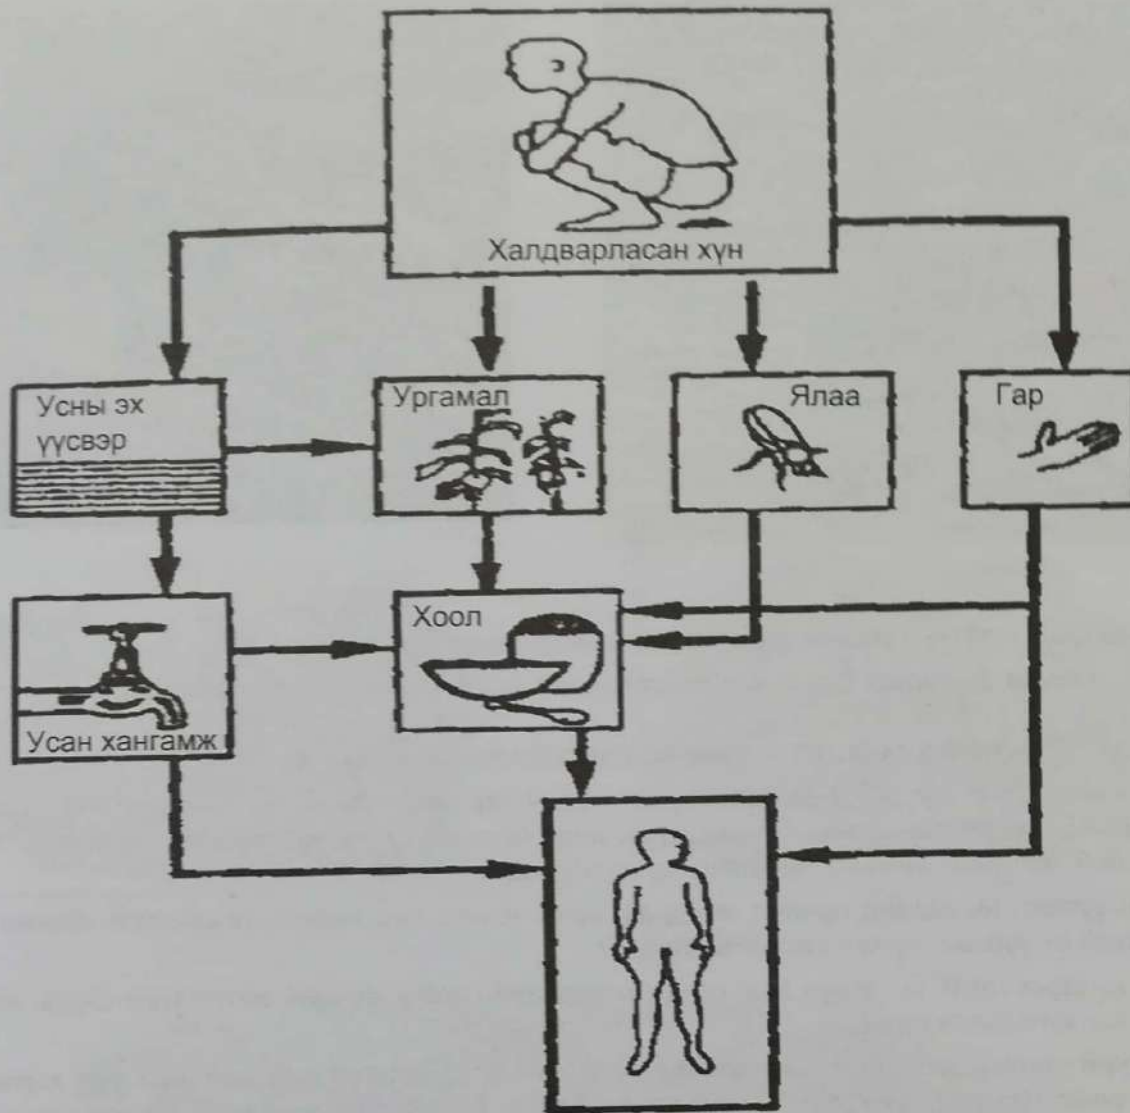 Халдварласан хүн
Усны эх
үүсвэр
Ургамал
Ялаа
Гар
Хоол
Усан хангамж